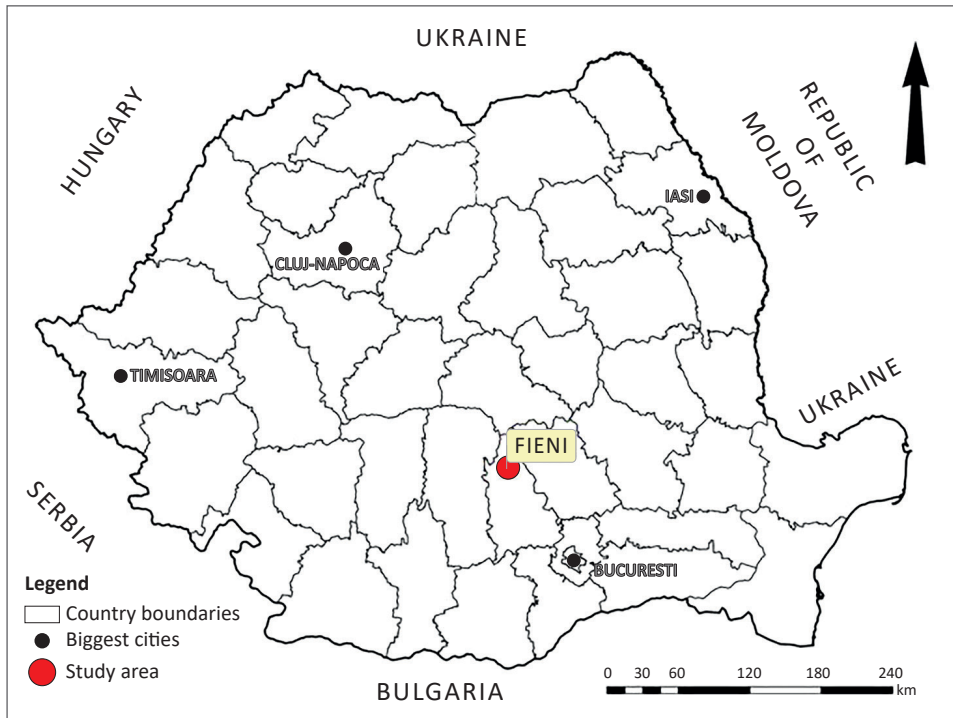 UKRAINE
HUNGARY
REPUBLIC
OF
MOLDOVA
IASI
CLUJ-NAPOCA
TIMISOARA
UKRAINE
FIENI
SERBIA
BUCURESTI
Legend
Country boundaries
Biggest cities
Study area
BULGARIA
0 30 60 120 180 240
km